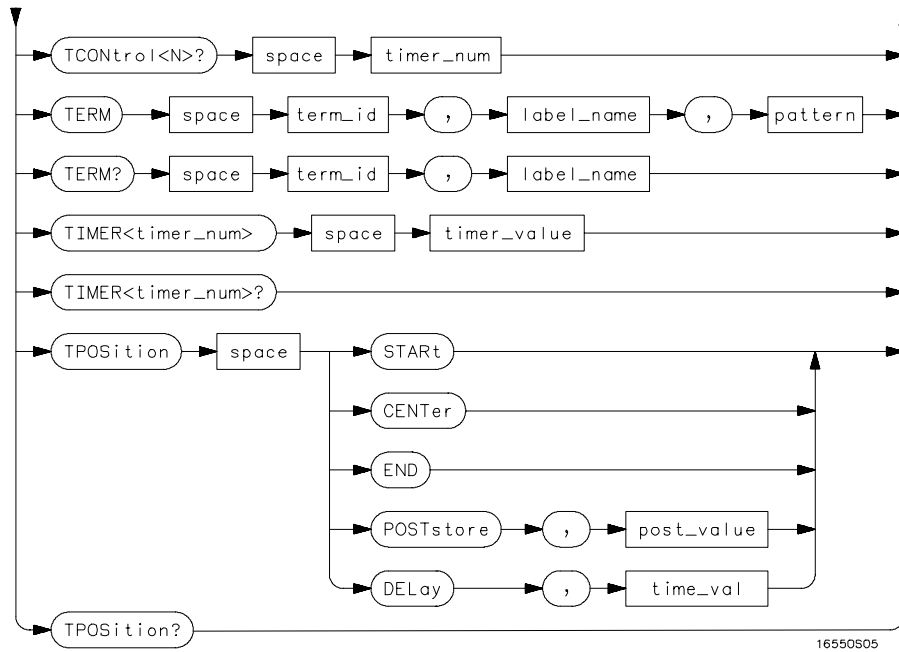 TCONtrol<N>? space timer_num
TERM space term_id , label_name , pattern
TERM? space term_id , label_name
TIMER<timer_num> space timer_value
TIMER<timer_num>?
TPOSition space STARt
CENTer
END
POSTstore , post_value
DELay , time_val
TPOSition?
16550S05